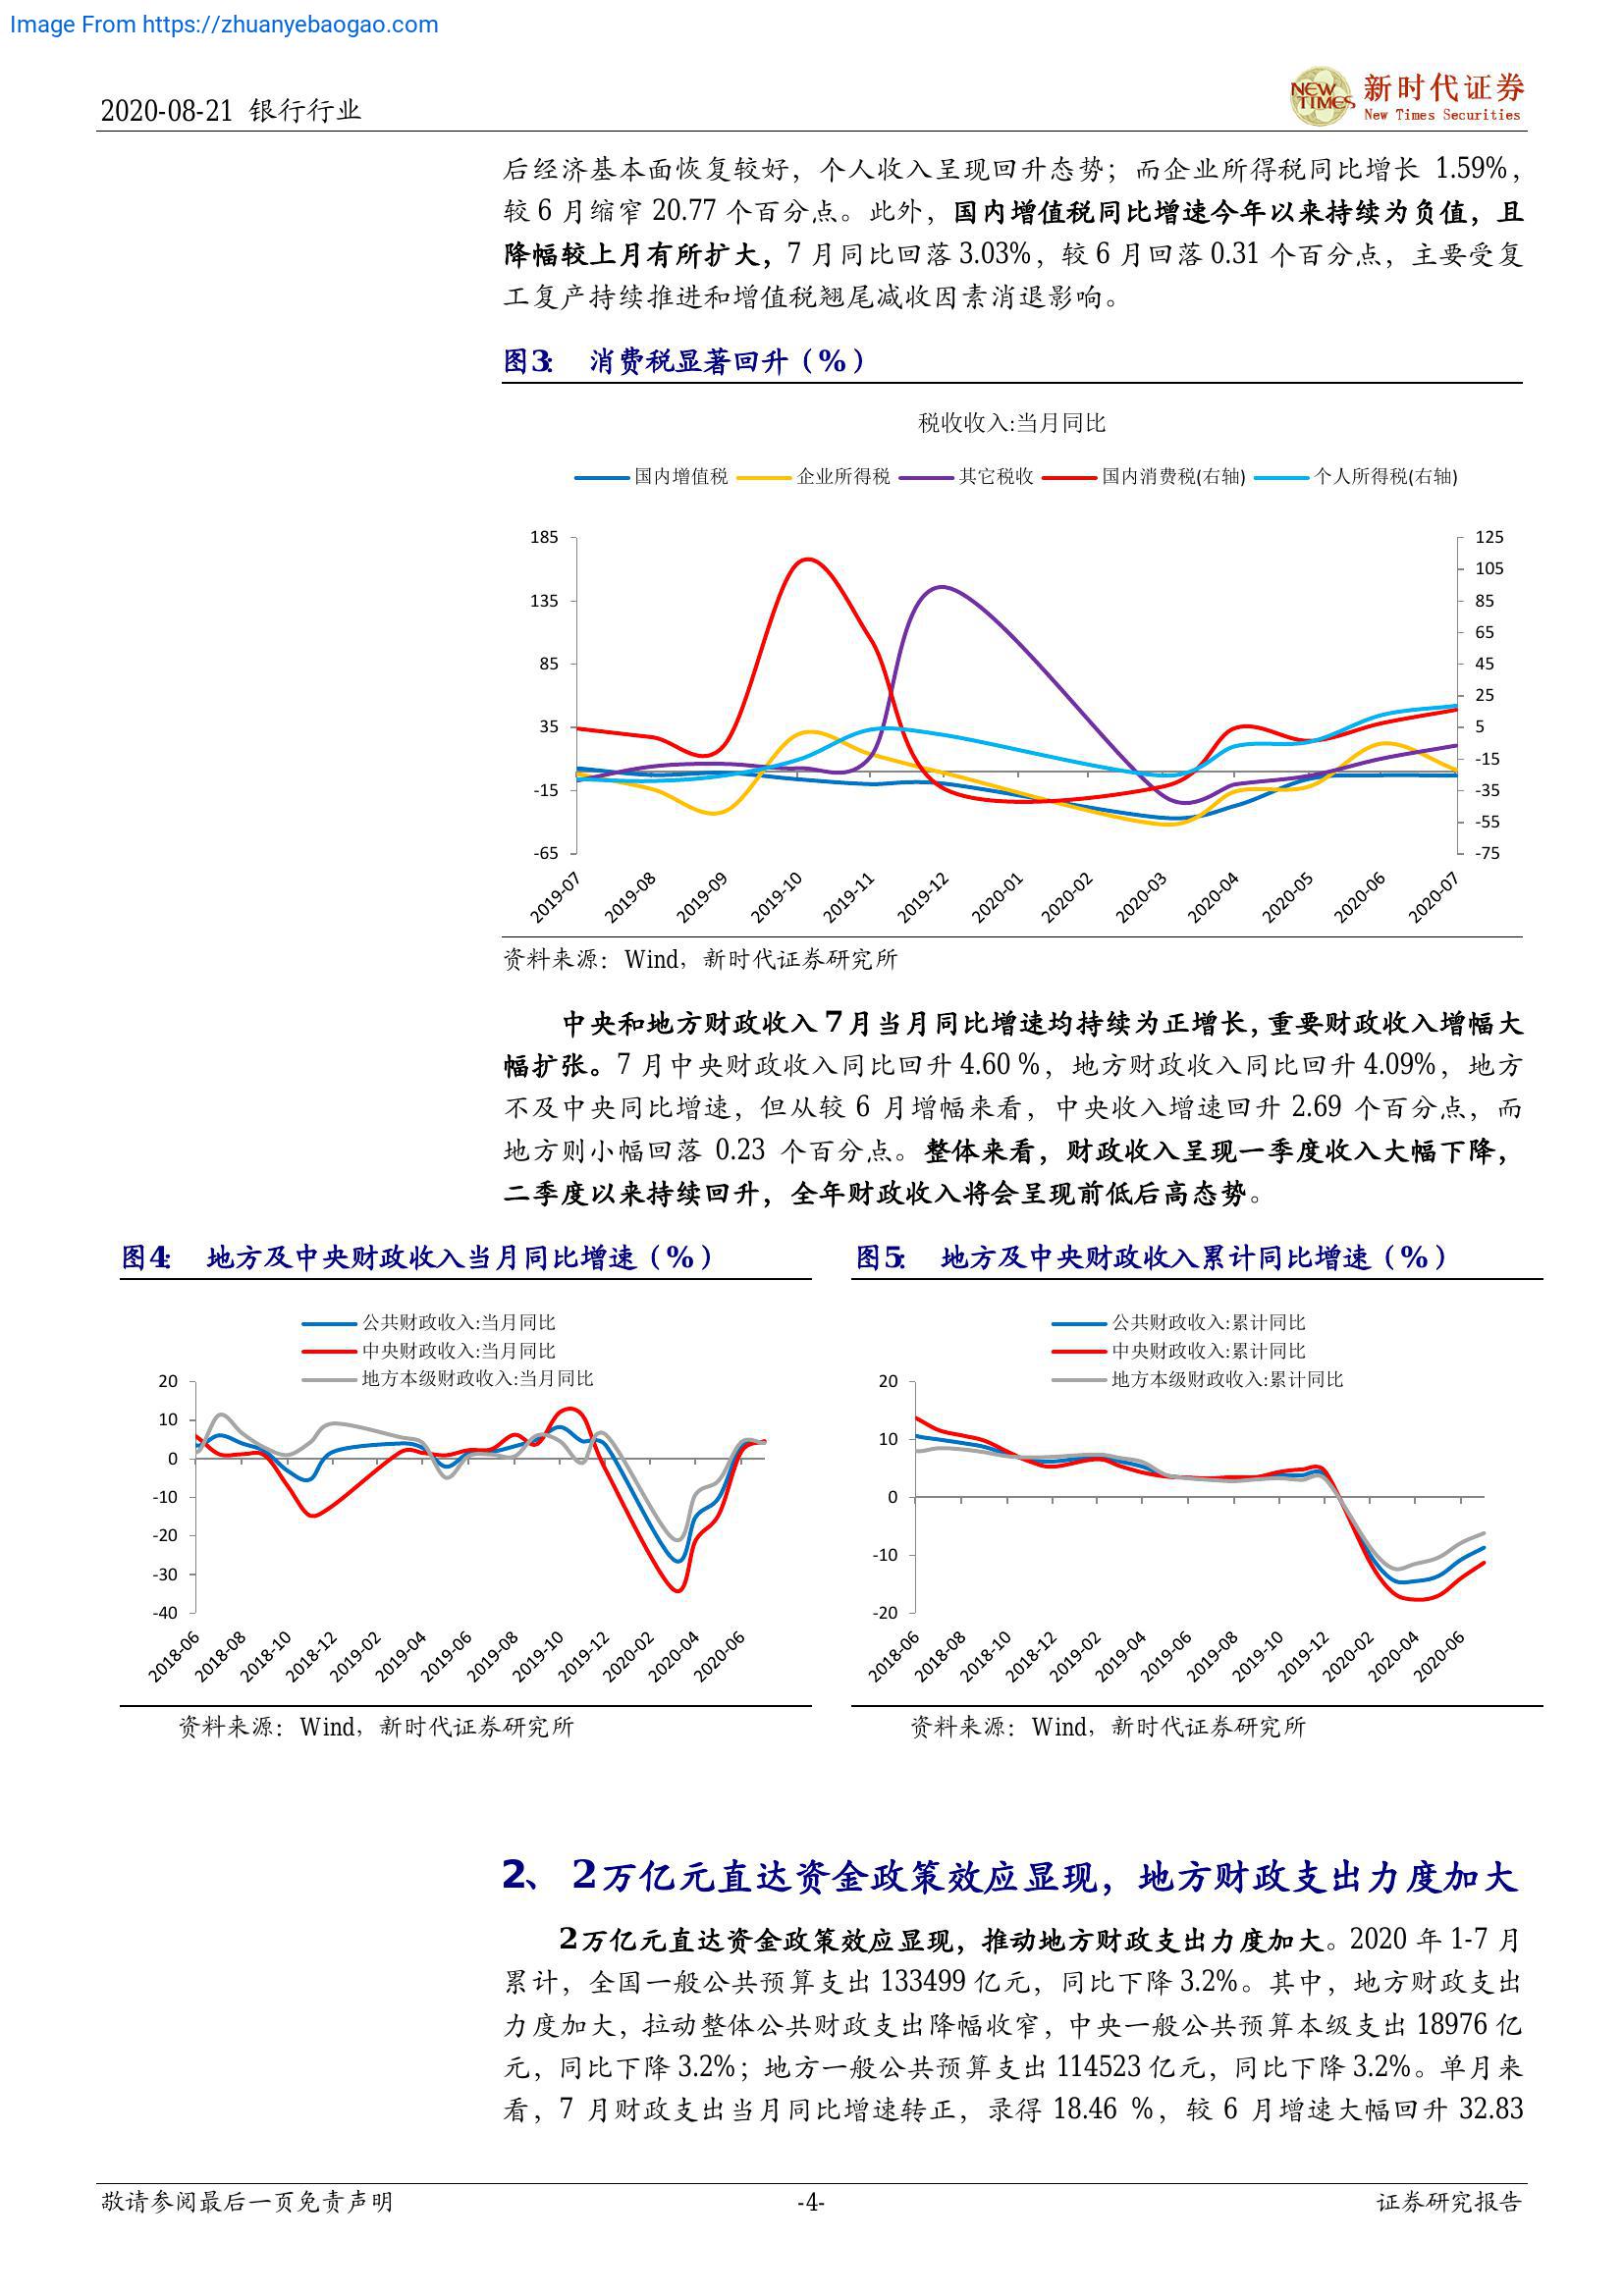 Image From https://zhuanyebaogao.com
2020-08-21 银行行业
NEW TIMES
新时代证券
New Times Securities
后经济基本面恢复较好，个人收入呈现回升态势；而企业所得税同比增长 1.59%，
较 6 月缩窄 20.77 个百分点。此外，国内增值税同比增速今年以来持续为负值，且
降幅较上月有所扩大，7 月同比回落 3.03%，较 6 月回落 0.31 个百分点，主要受复
工复产持续推进和增值税翘尾减收因素消退影响。
图3： 消费税显著回升（%）
税收收入:当月同比
国内增值税 企业所得税 其它税收 国内消费税(右轴) 个人所得税(右轴)
185 135 85 35 -15 -65
125 105 85 65 45 25 5 -15 -35 -55 -75
2019-07 2019-08 2019-09 2019-10 2019-11 2019-12 2020-01 2020-02 2020-03 2020-04 2020-05 2020-06 2020-07
资料来源：Wind，新时代证券研究所
中央和地方财政收入 7 月当月同比增速均持续为正增长，重要财政收入增幅大
幅扩张。7 月中央财政收入同比回升 4.60 %，地方财政收入同比回升 4.09%，地方
不及中央同比增速，但从较 6 月增幅来看，中央收入增速回升 2.69 个百分点，而
地方则小幅回落 0.23 个百分点。整体来看，财政收入呈现一季度收入大幅下降，
二季度以来持续回升，全年财政收入将会呈现前低后高态势。
图4： 地方及中央财政收入当月同比增速（%）
公共财政收入:当月同比
中央财政收入:当月同比
地方本级财政收入:当月同比
20 10 0 -10 -20 -30 -40
2018-06 2018-08 2018-10 2018-12 2019-02 2019-04 2019-06 2019-08 2019-10 2019-12 2020-02 2020-04 2020-06
资料来源：Wind，新时代证券研究所
图5： 地方及中央财政收入累计同比增速（%）
公共财政收入:累计同比
中央财政收入:累计同比
地方本级财政收入:累计同比
20 10 0 -10 -20
2018-06 2018-08 2018-10 2018-12 2019-02 2019-04 2019-06 2019-08 2019-10 2019-12 2020-02 2020-04 2020-06
资料来源：Wind，新时代证券研究所
2、 2万亿元直达资金政策效应显现，地方财政支出力度加大
2万亿元直达资金政策效应显现，推动地方财政支出力度加大。2020 年 1-7 月
累计，全国一般公共预算支出 133499 亿元，同比下降 3.2%。其中，地方财政支出
力度加大，拉动整体公共财政支出降幅收窄，中央一般公共预算本级支出 18976 亿
元，同比下降 3.2%；地方一般公共预算支出 114523 亿元，同比下降 3.2%。单月来
看，7 月财政支出当月同比增速转正，录得 18.46 %，较 6 月增速大幅回升 32.83
敬请参阅最后一页免责声明
-4-
证券研究报告